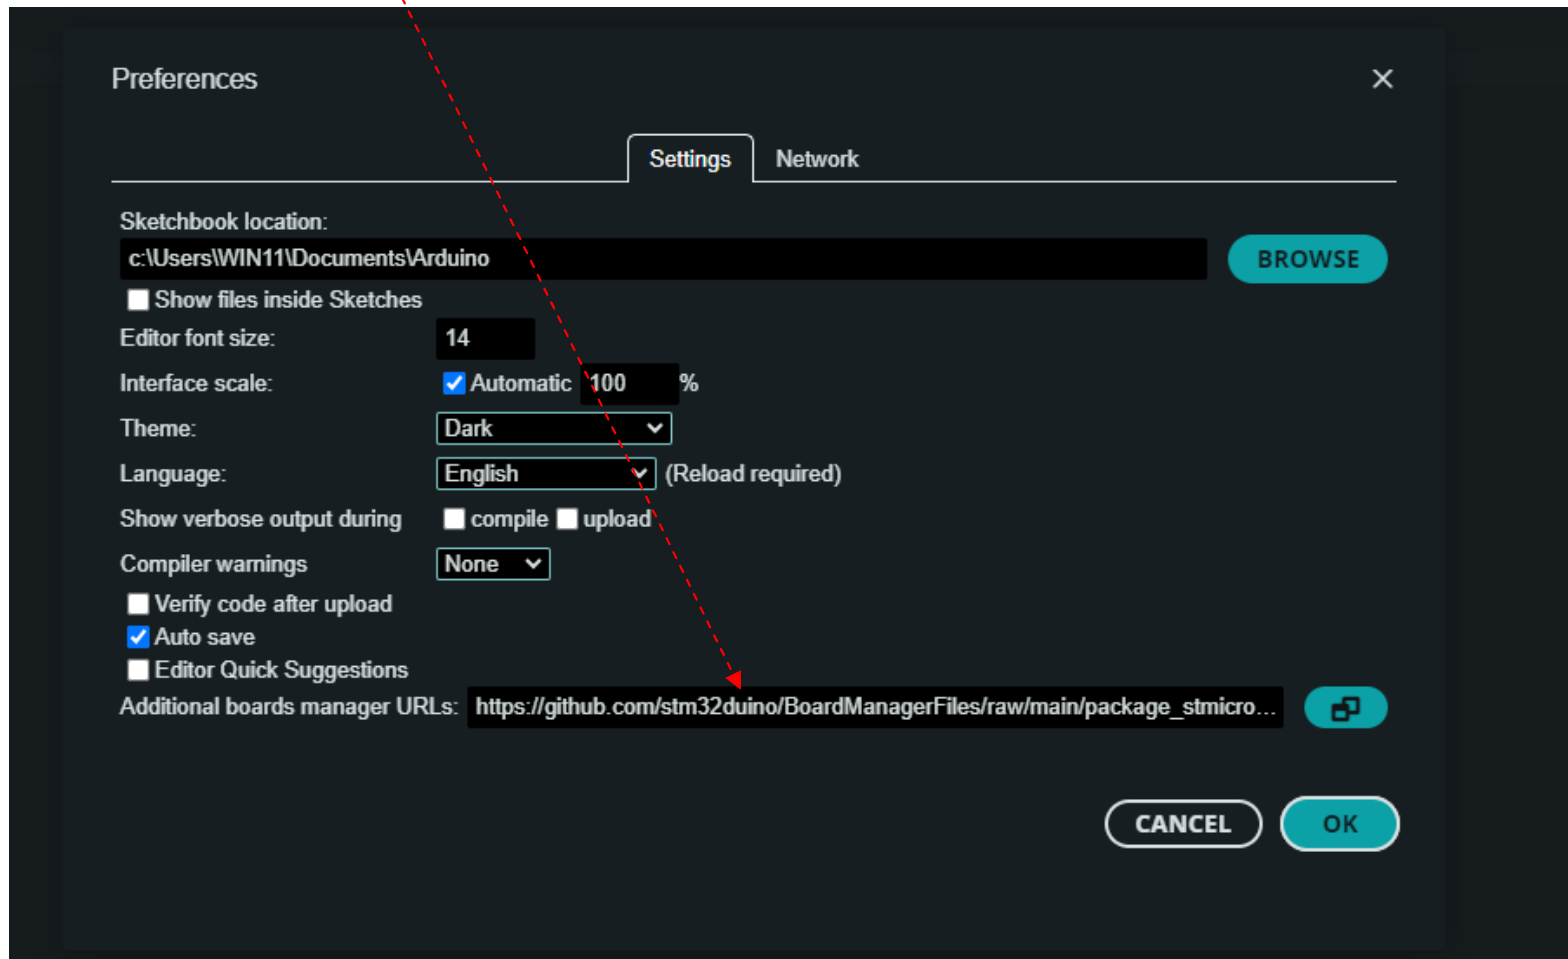 Preferences
Settings Network
Sketchbook location:
c:\Users\WIN11\Documents\Arduino BROWSE
Show files inside Sketches
Editor font size: 14
Interface scale: Automatic 100 %
Theme: Dark
Language: English (Reload required)
Show verbose output during compile upload
Compiler warnings None
Verify code after upload
Auto save
Editor Quick Suggestions
Additional boards manager URLs: https://github.com/stm32duino/BoardManagerFiles/raw/main/package_stmicro...
CANCEL OK